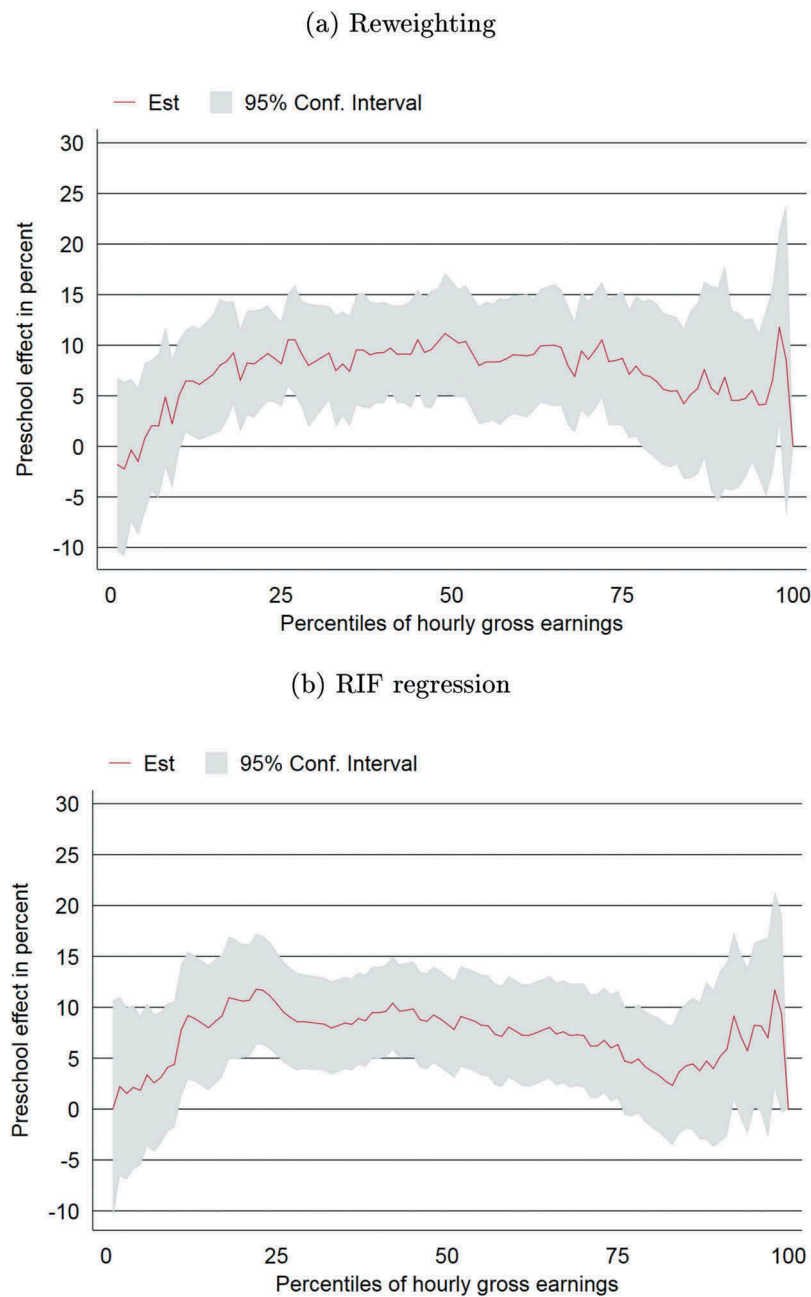 (a) Reweighting
Est 95% Conf. Interval
30
25
20
15
10
5
0
-5
-10
Preschool effect in percent
0 25 50 75 100
Percentiles of hourly gross earnings
(b) RIF regression
Est 95% Conf. Interval
30
25
20
15
10
5
0
-5
-10
Preschool effect in percent
0 25 50 75 100
Percentiles of hourly gross earnings